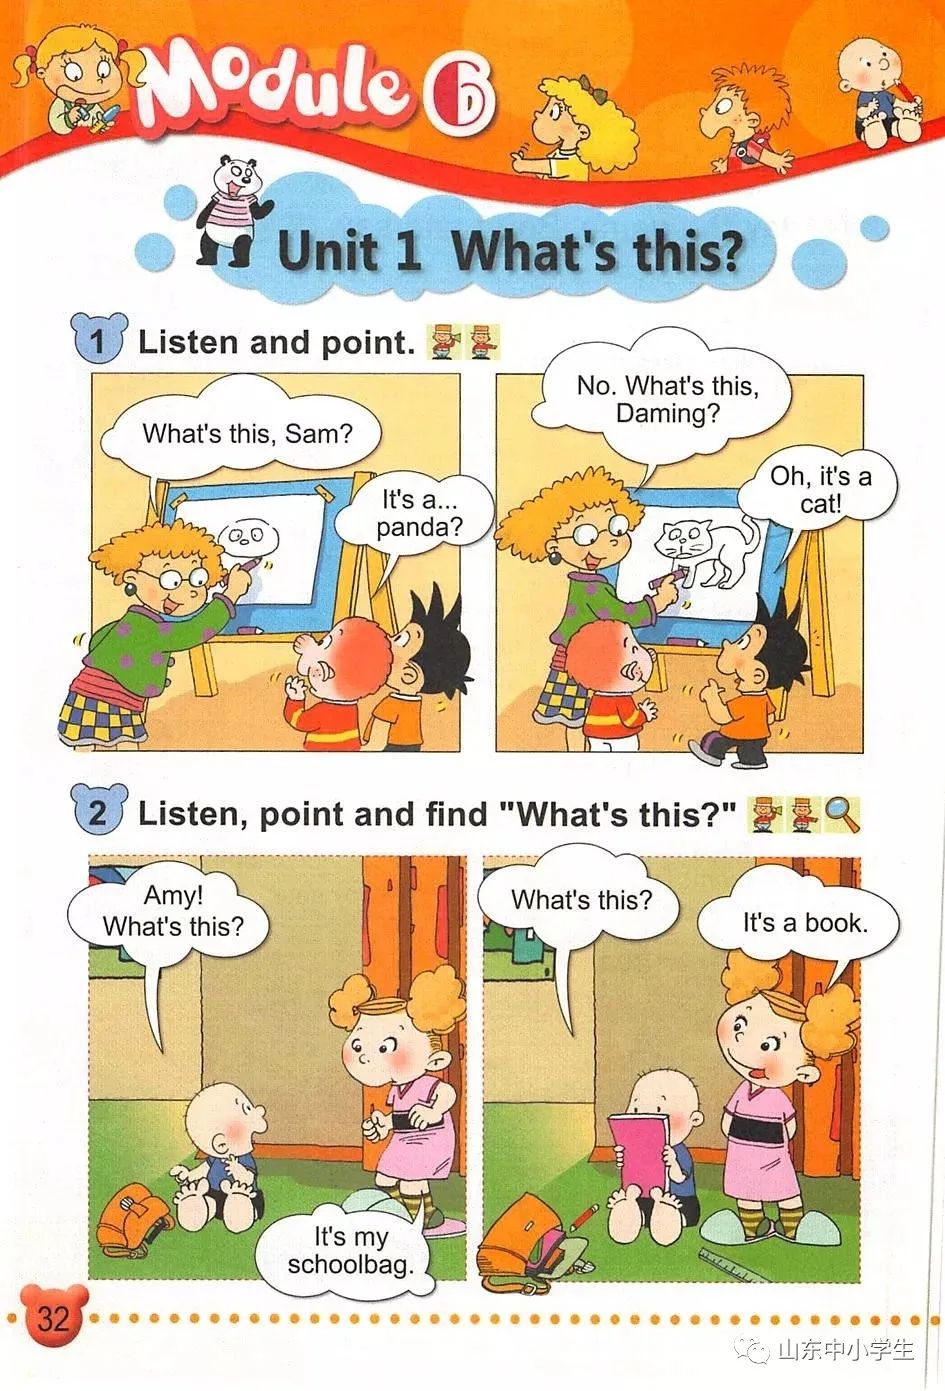 Module 6
Unit 1 What's this?
1 Listen and point.
What's this, Sam?
It's a...
panda?
No. What's this,
Daming?
Oh, it's a
cat!
2 Listen, point and find "What's this?"
Amy!
What's this?
It's my
schoolbag.
What's this?
It's a book.
32
山东中小学生